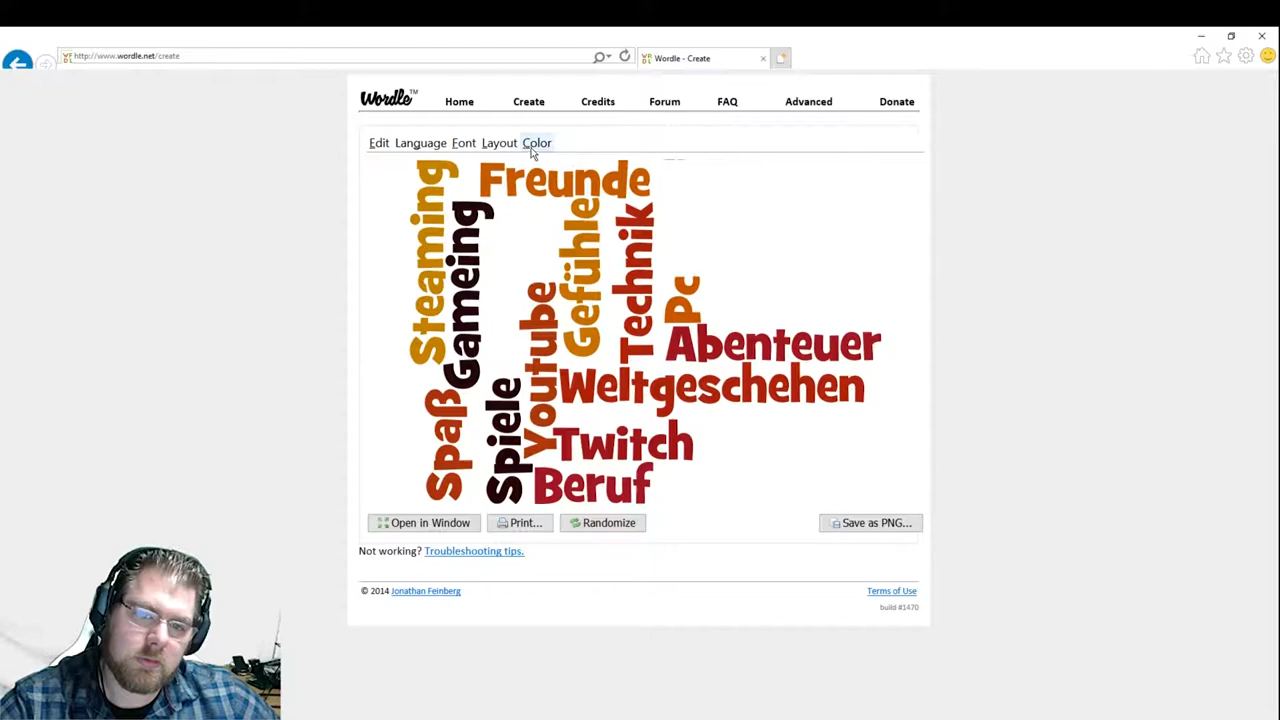 http://www.wordle.net/create
Wordle - Create
Wordle™
Home Create Credits Forum FAQ Advanced Donate
Edit Language Font Layout Color
Steaming
Freunde
Gameing
Gefühle
Technik
Pc
Youtube
Abenteuer
Weltgeschehen
Spaß
Spiele
Twitch
Beruf
Open in Window Print... Randomize Save as PNG...
Not working? Troubleshooting tips.
© 2014 Jonathan Feinberg Terms of Use
build #1470